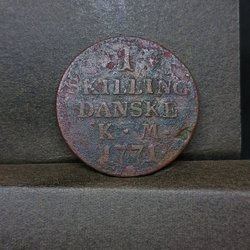 1
SKILLING
DANSKE
K · M
1771